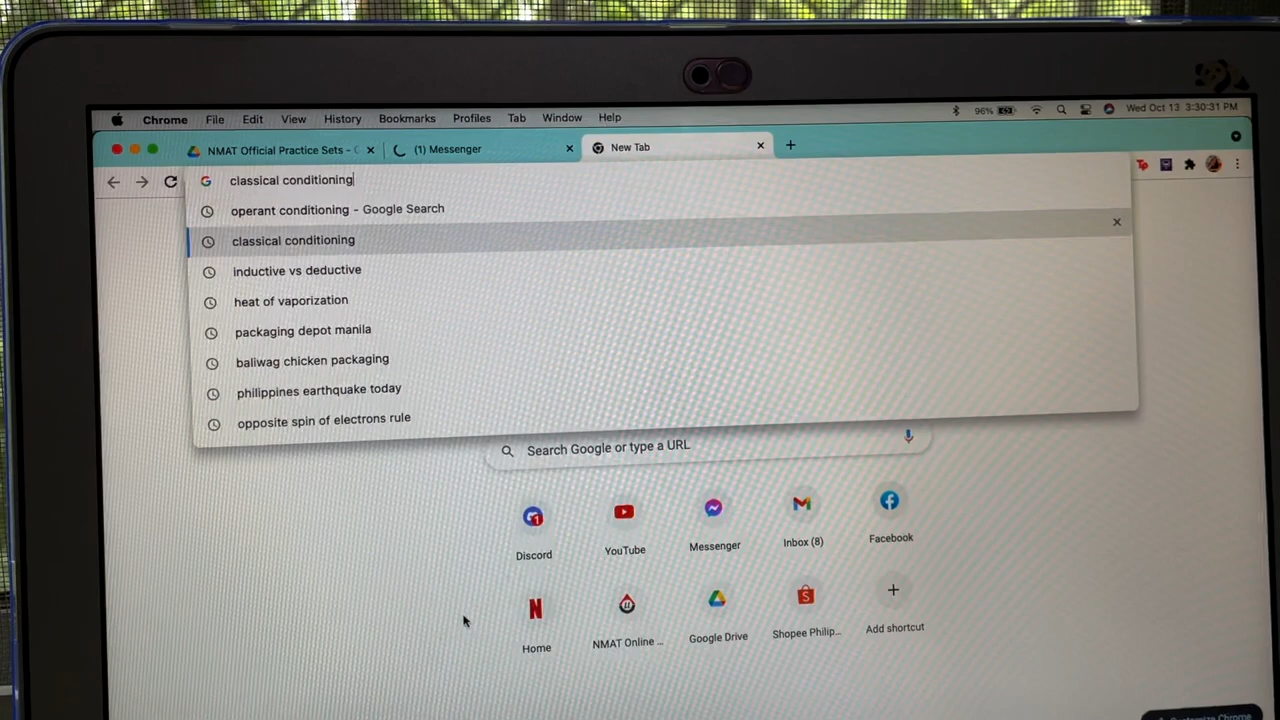 Chrome File Edit View History Bookmarks Profiles Tab Window Help 96% Wed Oct 13 3:30:31 PM
NMAT Official Practice Sets - (1) Messenger New Tab
classical conditioning
operant conditioning - Google Search
classical conditioning
inductive vs deductive
heat of vaporization
packaging depot manila
baliwag chicken packaging
philippines earthquake today
opposite spin of electrons rule
Search Google or type a URL
Discord YouTube Messenger Inbox (8) Facebook
Home NMAT Online ... Google Drive Shopee Philip... Add shortcut
Customize Chrome